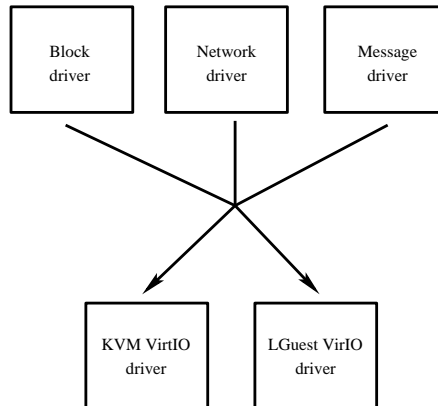 Block
driver
Network
driver
Message
driver
KVM VirtIO
driver
LGuest VirIO
driver